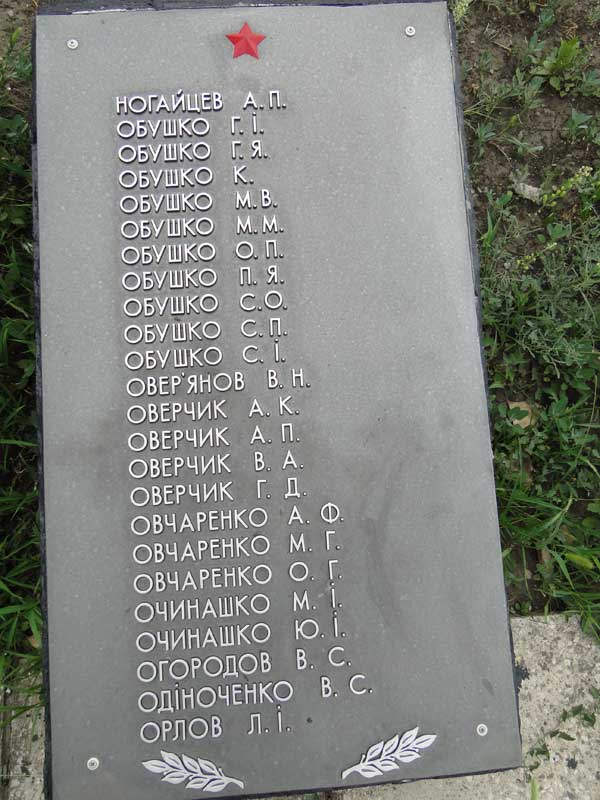 НОГАЙЦЕВ А.П.
ОБУШКО Г.І.
ОБУШКО Г.Я.
ОБУШКО К.
ОБУШКО М.В.
ОБУШКО М.М.
ОБУШКО О.П.
ОБУШКО П.Я.
ОБУШКО С.О.
ОБУШКО С.П.
ОБУШКО С.І.
ОВЕР'ЯНОВ В.Н.
ОВЕРЧИК А.К.
ОВЕРЧИК А.П.
ОВЕРЧИК В.А.
ОВЕРЧИК Г.Д.
ОВЧАРЕНКО А.Ф.
ОВЧАРЕНКО М.Г.
ОВЧАРЕНКО О.Г.
ОЧИНАШКО М.І.
ОЧИНАШКО Ю.І.
ОГОРОДОВ В.С.
ОДІНОЧЕНКО В.С.
ОРЛОВ Л.І.